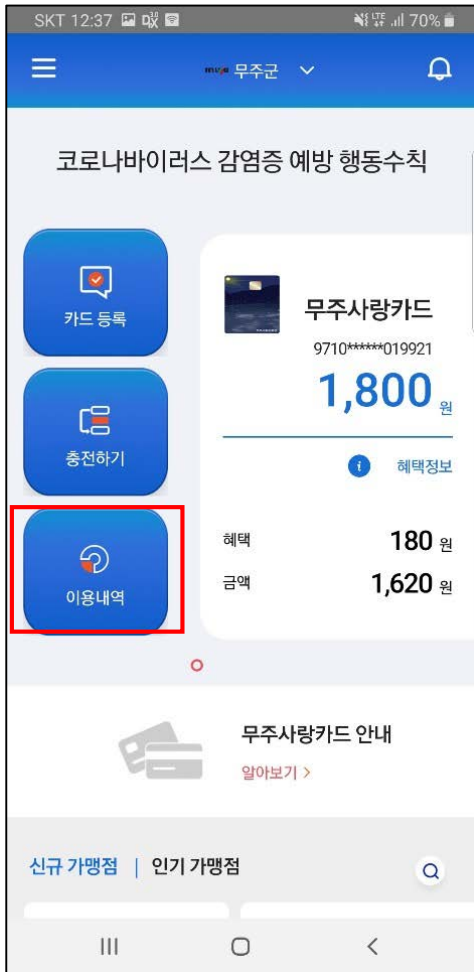 SKT 12:37 LTE 70%
muju 무주군
코로나바이러스 감염증 예방 행동수칙
카드 등록
충전하기
이용내역
무주사랑카드
9710******019921
1,800 원
i 혜택정보
혜택 180 원
금액 1,620 원
무주사랑카드 안내
알아보기 >
신규 가맹점 | 인기 가맹점